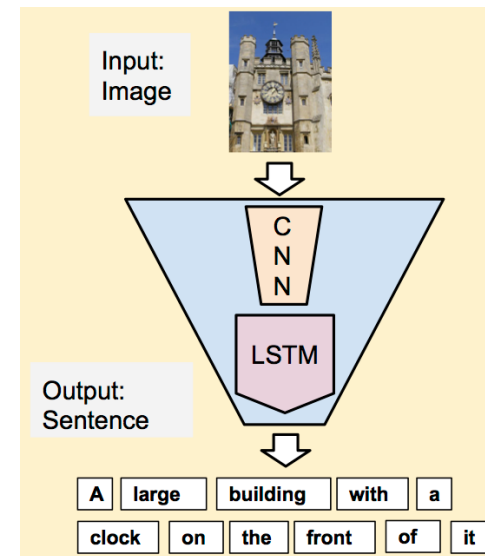 Input:
Image
C
N
N
LSTM
Output:
Sentence
A large building with a
clock on the front of it